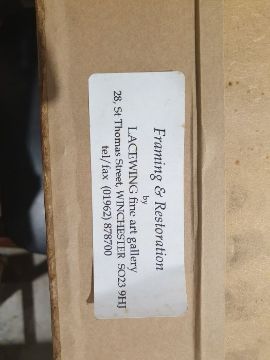 Framing & Restoration
by
LACEWING fine art gallery
28, St Thomas Street, WINCHESTER SO23 9HJ
tel/fax (01962) 878700